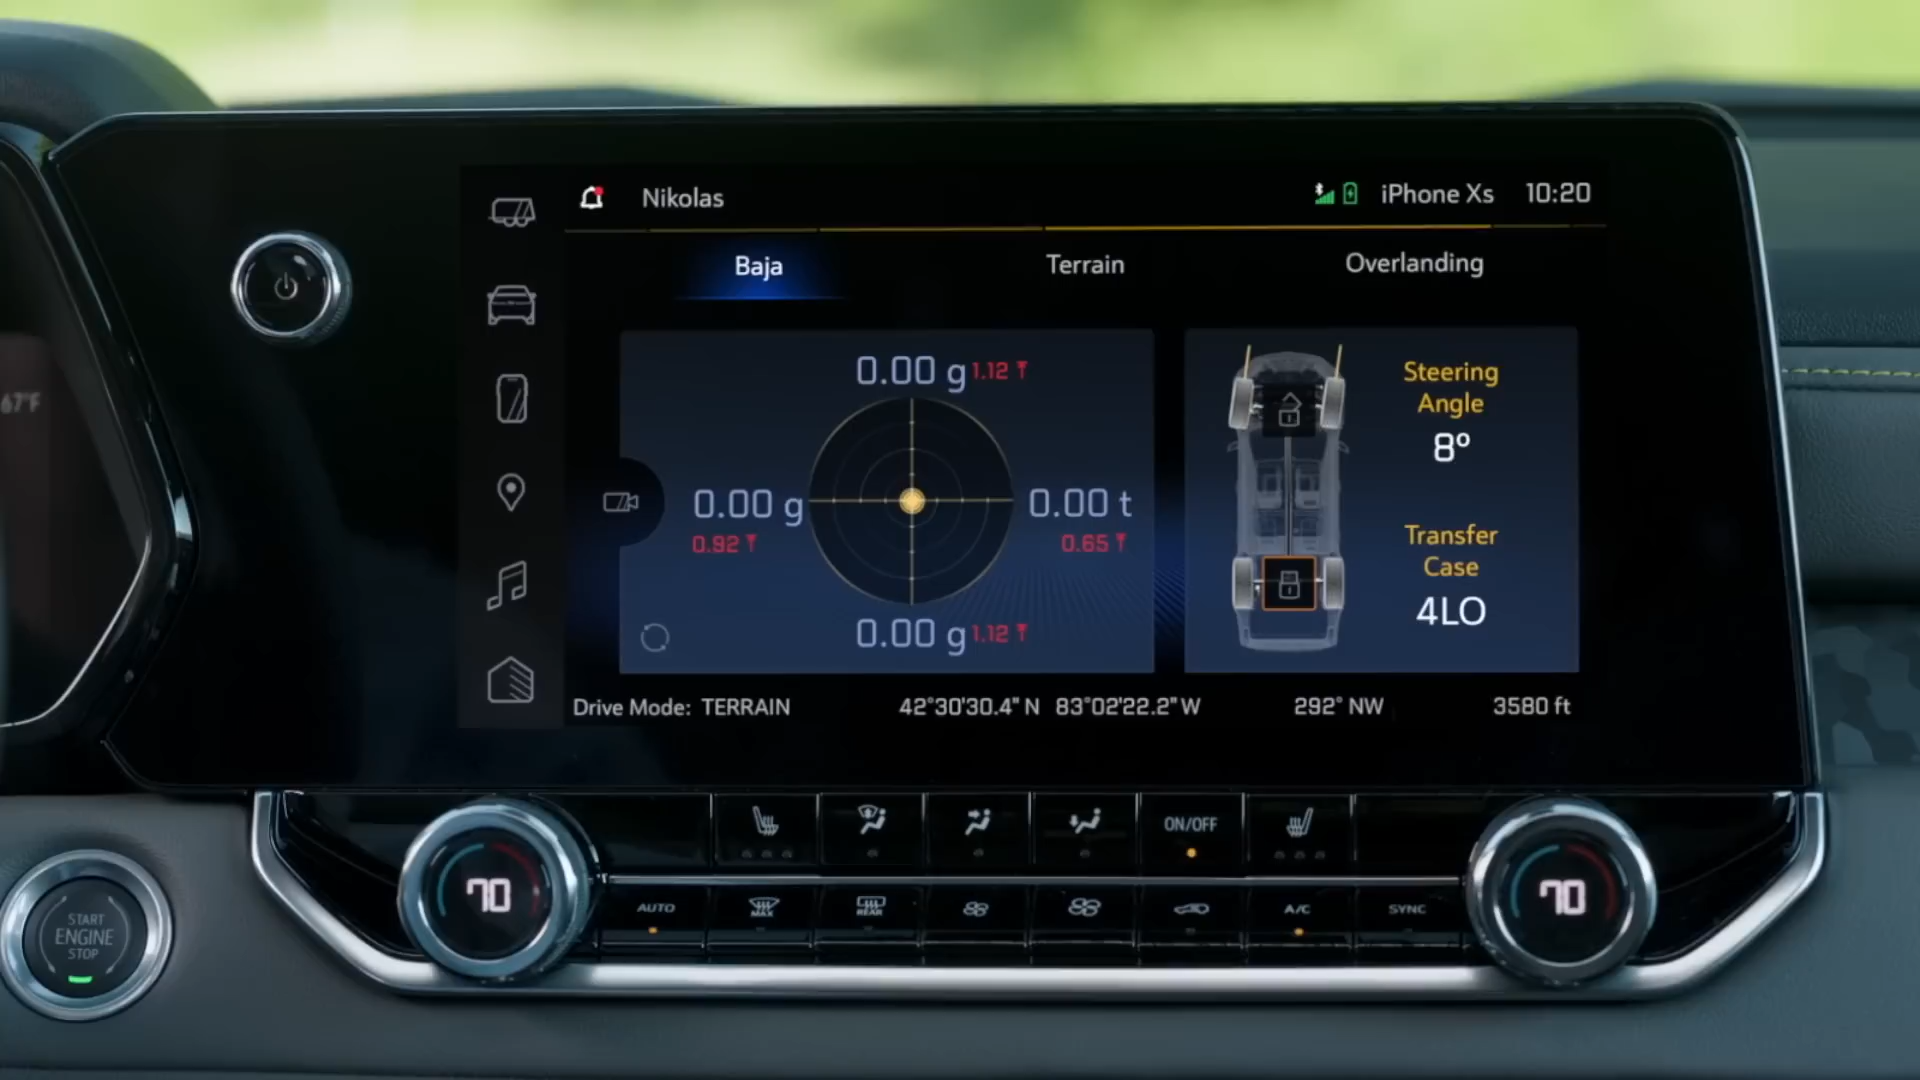 Nikolas
iPhone Xs 10:20
Baja
Terrain
Overlanding
0.00 g 1.12
0.00 g
0.92
0.00 t
0.65
0.00 g 1.12
Steering
Angle
8°
Transfer
Case
4LO
Drive Mode: TERRAIN
42°30'30.4" N 83°02'22.2" W
292° NW
3580 ft
67°F
ON/OFF
70
70
AUTO
MAX
REAR
A/C
SYNC
START
ENGINE
STOP